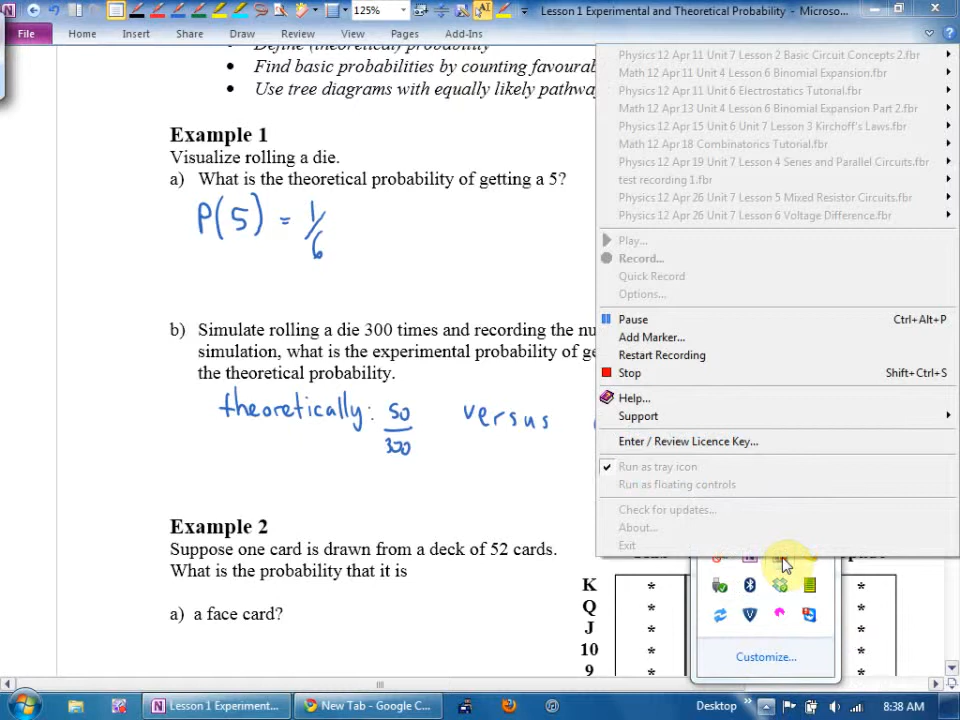 125%
Lesson 1 Experimental and Theoretical Probability - Microso...
File Home Insert Share Draw Review View Pages Add-Ins
Define (theoretical) probability
Find basic probabilities by counting favourab
Use tree diagrams with equally likely pathwa
Example 1
Visualize rolling a die.
a) What is the theoretical probability of getting a 5?
P(5) = 1/6
b) Simulate rolling a die 300 times and recording the nu
simulation, what is the experimental probability of ge
the theoretical probability.
theoretically: 50/300 versus
Example 2
Suppose one card is drawn from a deck of 52 cards.
What is the probability that it is
a) a face card?
K * *
Q * *
J * *
10 * *
9 * *
Physics 12 Apr 11 Unit 7 Lesson 2 Basic Circuit Concepts 2.fbr
Math 12 Apr 11 Unit 4 Lesson 6 Binomial Expansion.fbr
Physics 12 Apr 11 Unit 6 Electrostatics Tutorial.fbr
Math 12 Apr 13 Unit 4 Lesson 6 Binomial Expansion Part 2.fbr
Physics 12 Apr 15 Unit 6 Unit 7 Lesson 3 Kirchoff's Laws.fbr
Math 12 Apr 18 Combinatorics Tutorial.fbr
Physics 12 Apr 19 Unit 7 Lesson 4 Series and Parallel Circuits.fbr
test recording 1.fbr
Physics 12 Apr 26 Unit 7 Lesson 5 Mixed Resistor Circuits.fbr
Physics 12 Apr 26 Unit 7 Lesson 6 Voltage Difference.fbr
Play...
Record...
Quick Record
Options...
Pause Ctrl+Alt+P
Add Marker...
Restart Recording
Stop Shift+Ctrl+S
Help...
Support
Enter / Review Licence Key...
Run as tray icon
Run as floating controls
Check for updates...
About...
Exit
Customize...
Lesson 1 Experiment...
New Tab - Google C...
Desktop
8:38 AM